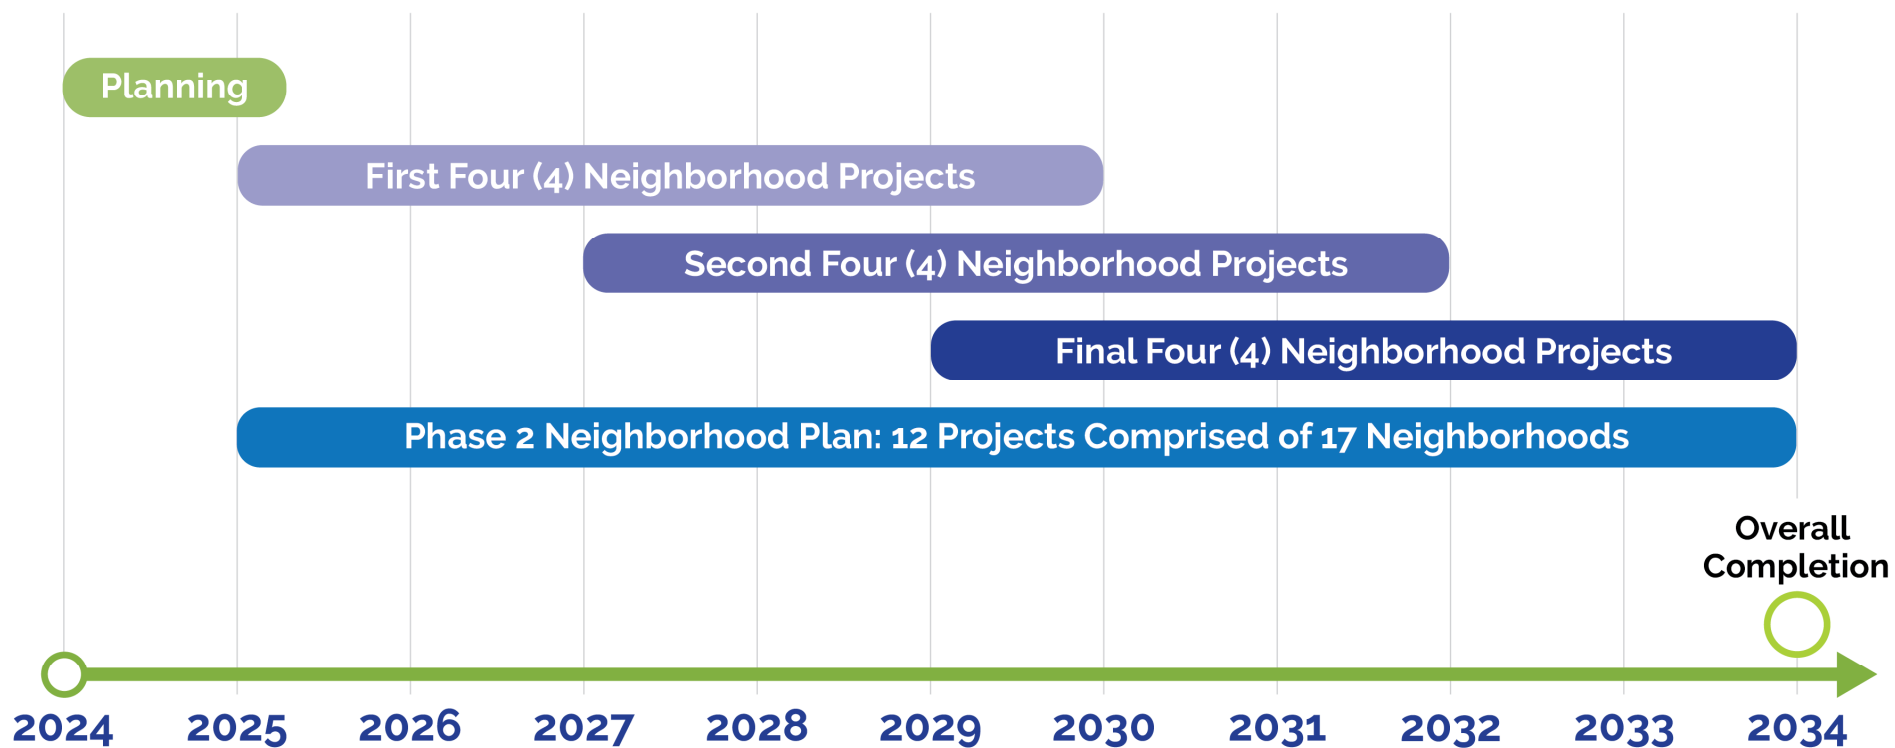 Planning
First Four (4) Neighborhood Projects
Second Four (4) Neighborhood Projects
Final Four (4) Neighborhood Projects
Phase 2 Neighborhood Plan: 12 Projects Comprised of 17 Neighborhoods
Overall
Completion
2024 2025 2026 2027 2028 2029 2030 2031 2032 2033 2034